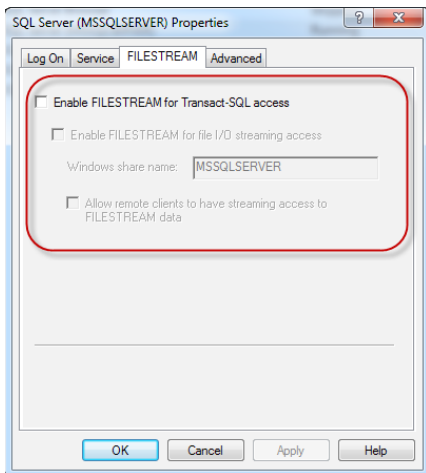 SQL Server (MSSQLSERVER) Properties
Log On Service FILESTREAM Advanced
Enable FILESTREAM for Transact-SQL access
Enable FILESTREAM for file I/O streaming access
Windows share name: MSSQLSERVER
Allow remote clients to have streaming access to
FILESTREAM data
OK Cancel Apply Help